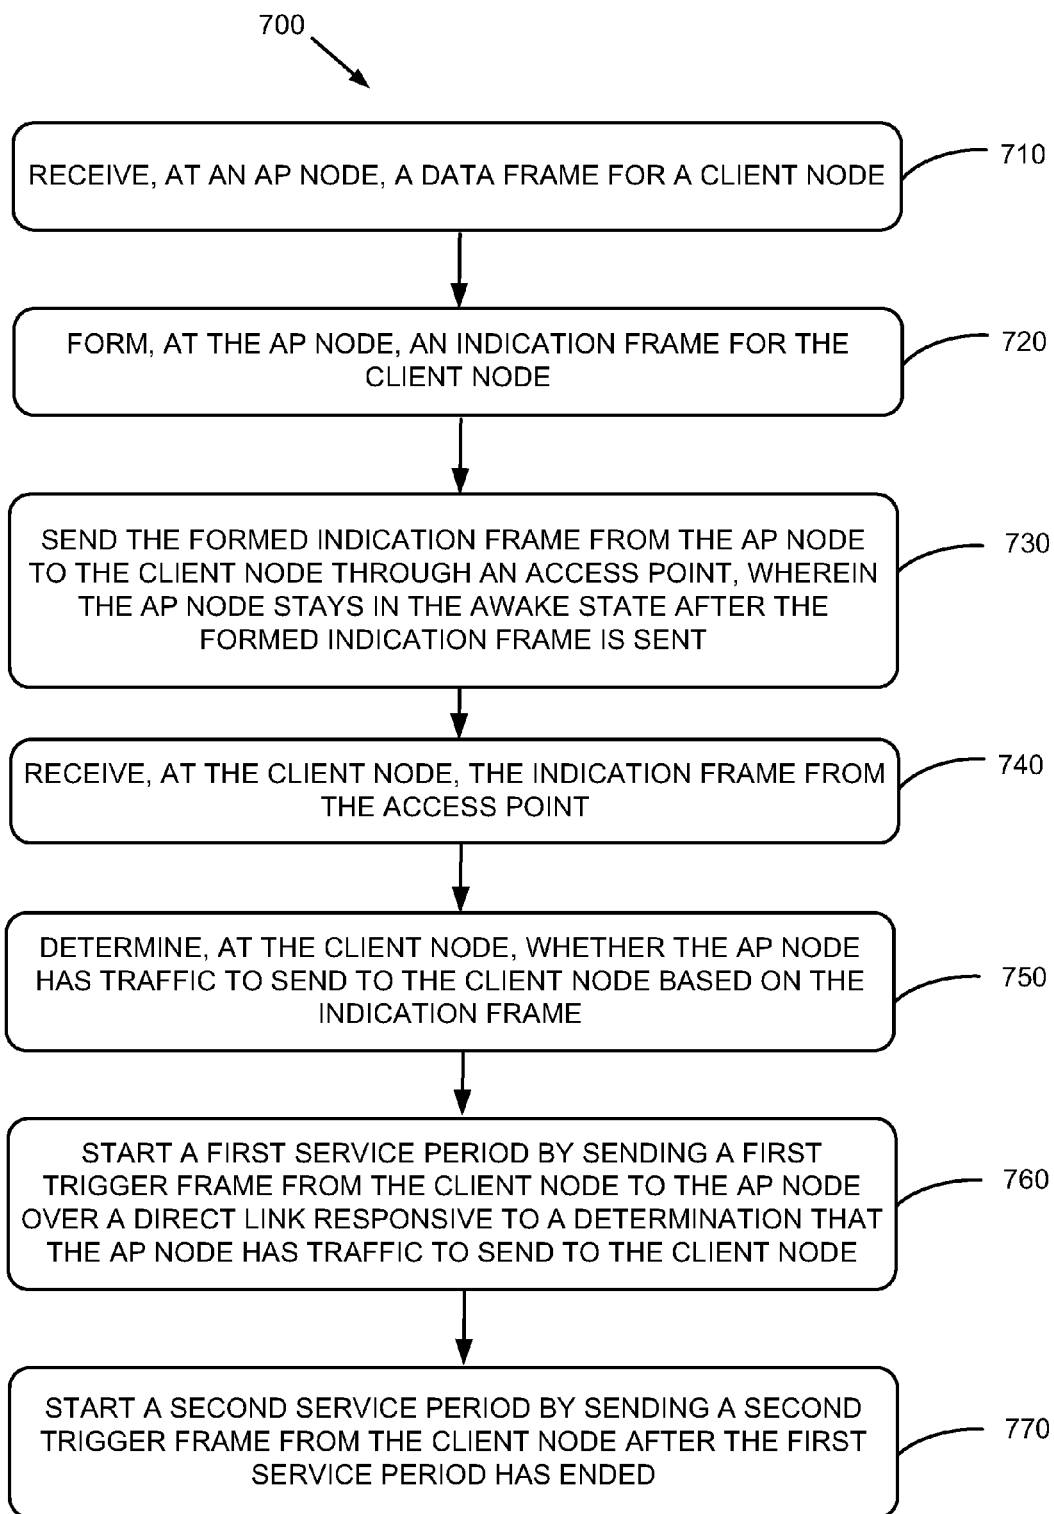 700
RECEIVE, AT AN AP NODE, A DATA FRAME FOR A CLIENT NODE
710
FORM, AT THE AP NODE, AN INDICATION FRAME FOR THE
CLIENT NODE
720
SEND THE FORMED INDICATION FRAME FROM THE AP NODE
TO THE CLIENT NODE THROUGH AN ACCESS POINT, WHEREIN
THE AP NODE STAYS IN THE AWAKE STATE AFTER THE
FORMED INDICATION FRAME IS SENT
730
RECEIVE, AT THE CLIENT NODE, THE INDICATION FRAME FROM
THE ACCESS POINT
740
DETERMINE, AT THE CLIENT NODE, WHETHER THE AP NODE
HAS TRAFFIC TO SEND TO THE CLIENT NODE BASED ON THE
INDICATION FRAME
750
START A FIRST SERVICE PERIOD BY SENDING A FIRST
TRIGGER FRAME FROM THE CLIENT NODE TO THE AP NODE
OVER A DIRECT LINK RESPONSIVE TO A DETERMINATION THAT
THE AP NODE HAS TRAFFIC TO SEND TO THE CLIENT NODE
760
START A SECOND SERVICE PERIOD BY SENDING A SECOND
TRIGGER FRAME FROM THE CLIENT NODE AFTER THE FIRST
SERVICE PERIOD HAS ENDED
770